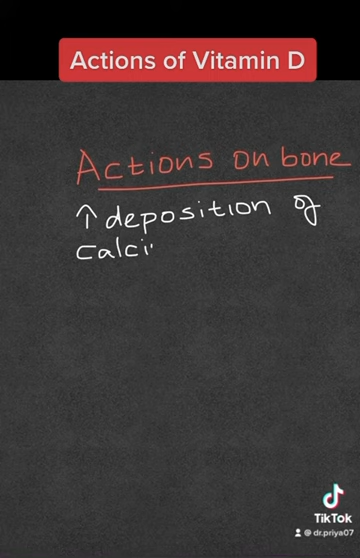 Actions of Vitamin D
Actions on bone
↑ deposition of
calci
TikTok
@ dr.priya07